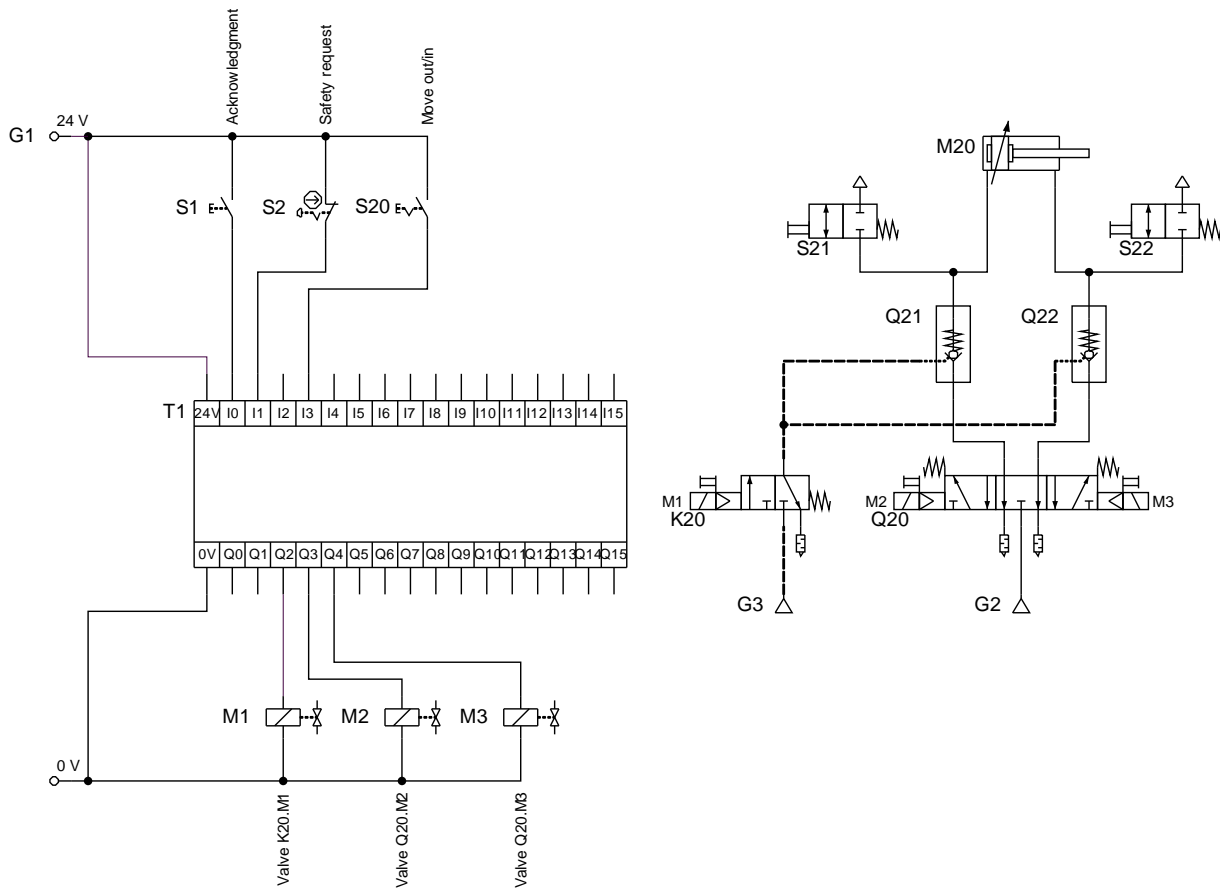 Acknowledgment
Safety request
Move out/in
24 V
G1
S1
S2
S20
M20
S21
S22
Q21
Q22
T1
24V I0 I1 I2 I3 I4 I5 I6 I7 I8 I9 I10 I11 I12 I13 I14 I15
0V Q0 Q1 Q2 Q3 Q4 Q5 Q6 Q7 Q8 Q9 Q10 Q11 Q12 Q13 Q14 Q15
M1
K20
M2
Q20
M3
G3
G2
M1
M2
M3
0 V
Valve K20.M1
Valve Q20.M2
Valve Q20.M3